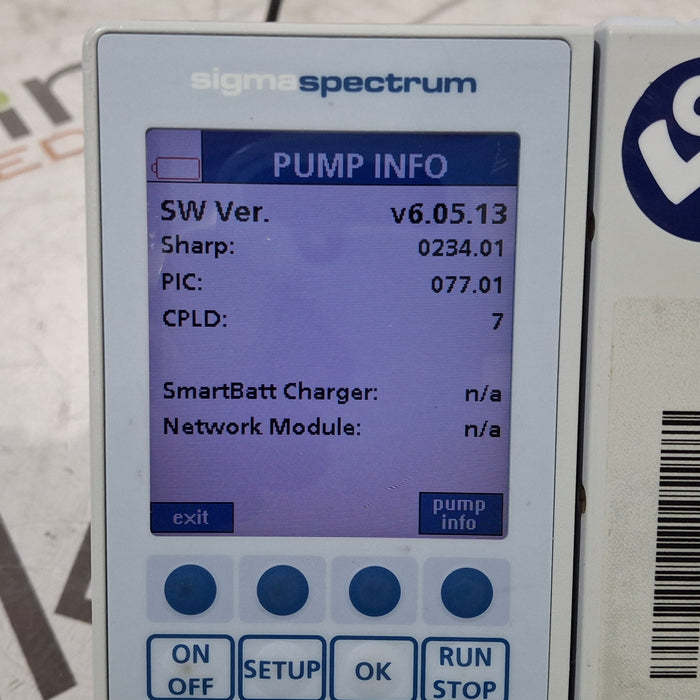 sigmaspectrum
PUMP INFO
SW Ver. v6.05.13
Sharp: 0234.01
PIC: 077.01
CPLD: 7
SmartBatt Charger: n/a
Network Module: n/a
exit
pump
info
ON
OFF
SETUP
OK
RUN
STOP